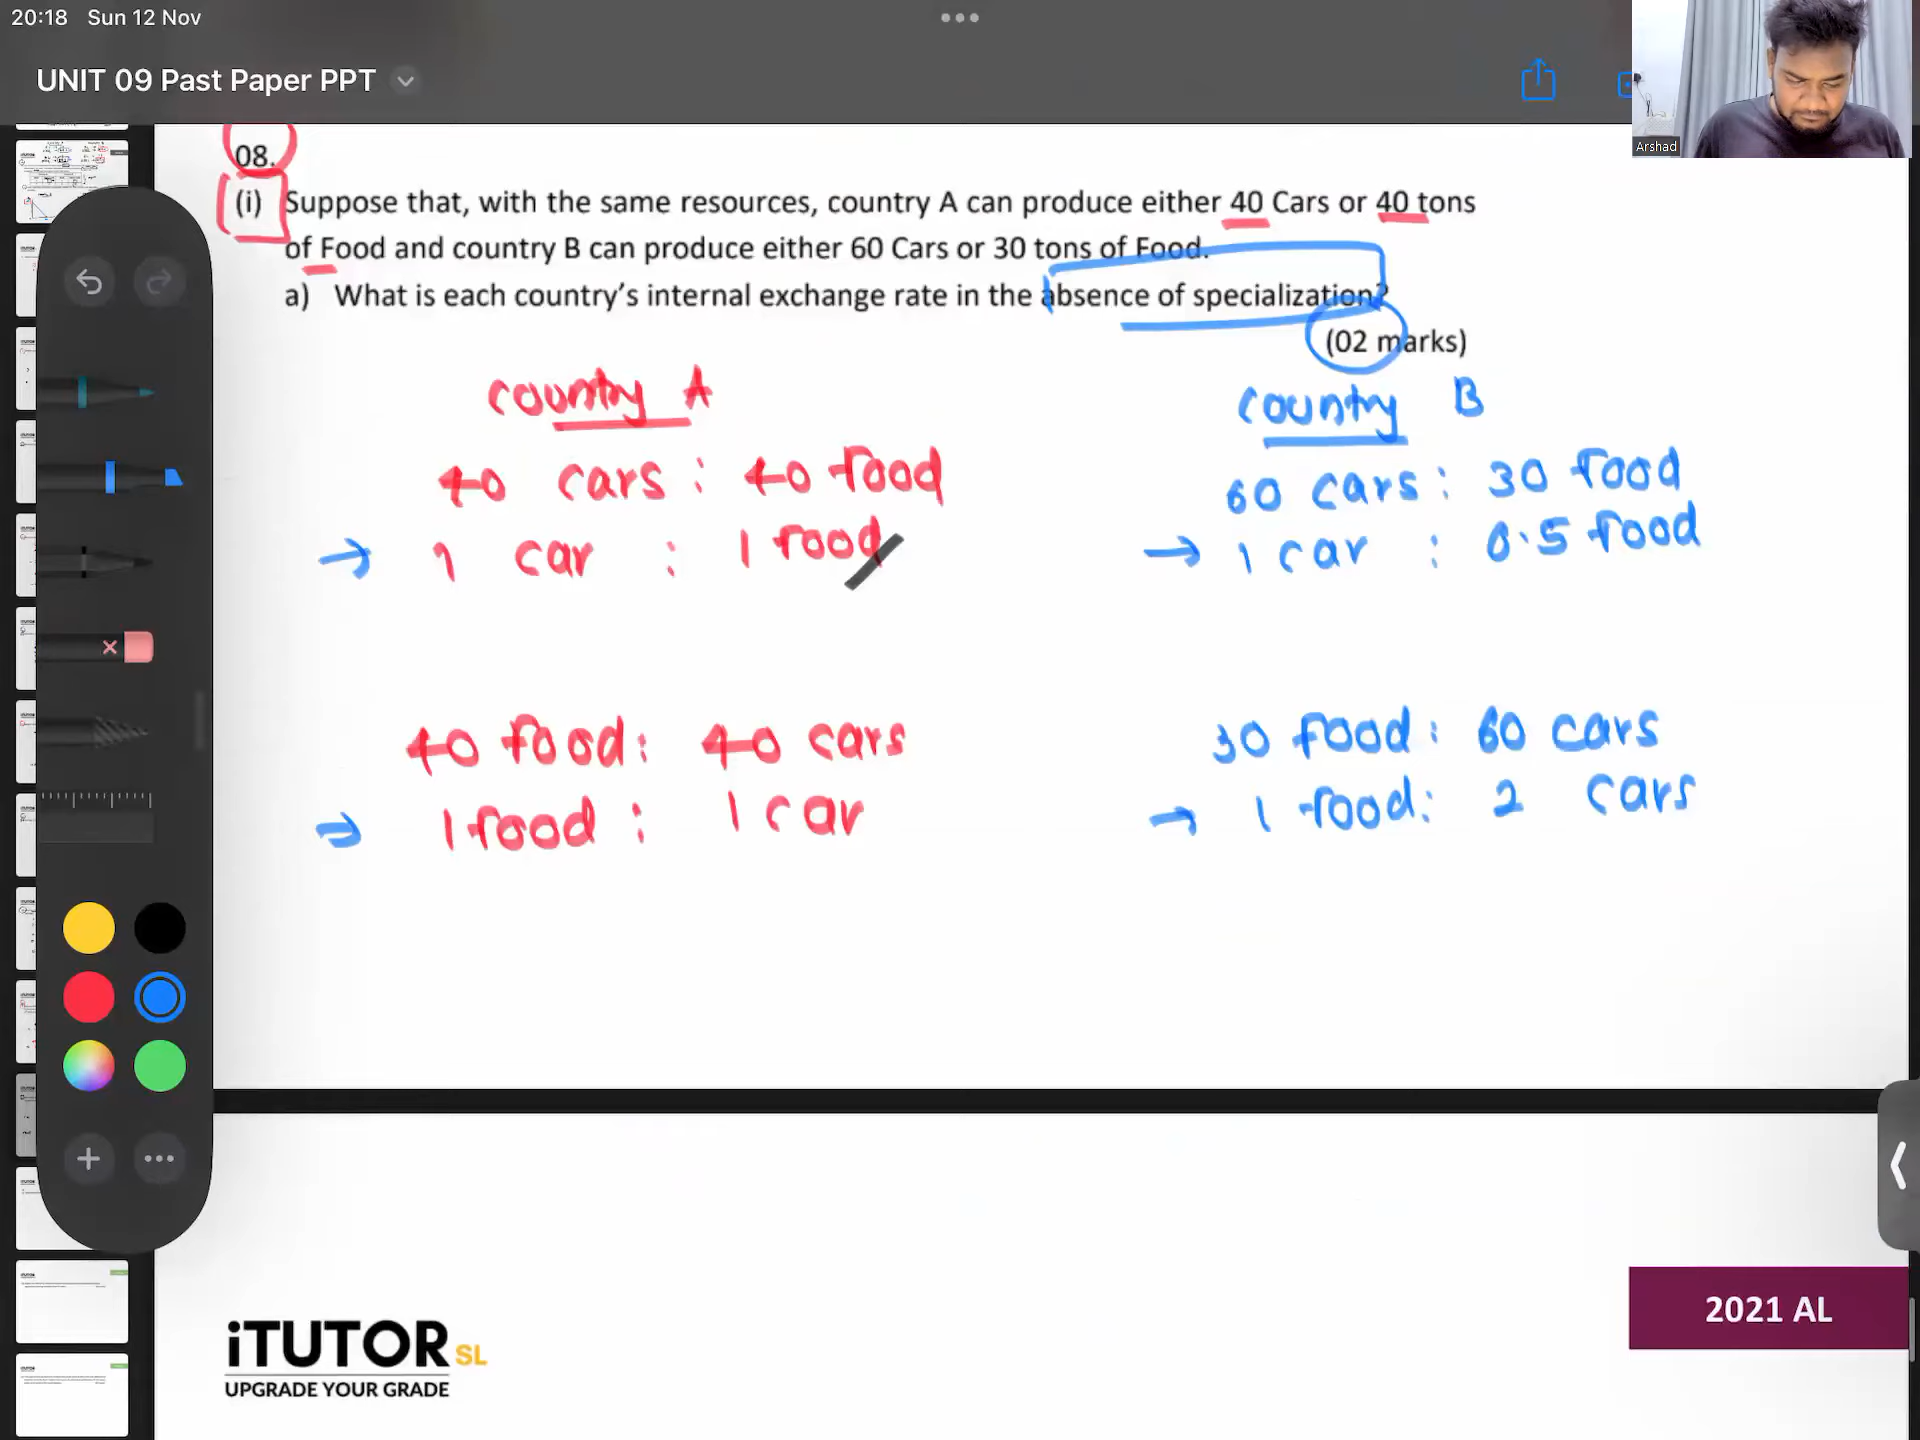 20:18 Sun 12 Nov
UNIT 09 Past Paper PPT
Arshad
08.
(i) Suppose that, with the same resources, country A can produce either 40 Cars or 40 tons
of Food and country B can produce either 60 Cars or 30 tons of Food.
a) What is each country's internal exchange rate in the absence of specialization?
(02 marks)
country A
40 cars : 40 food
→ 1 car : 1 food
40 food : 40 cars
→ 1 food : 1 car
country B
60 cars : 30 food
→ 1 car : 0.5 food
30 food : 60 cars
→ 1 food : 2 cars
2021 AL
iTUTOR SL
UPGRADE YOUR GRADE